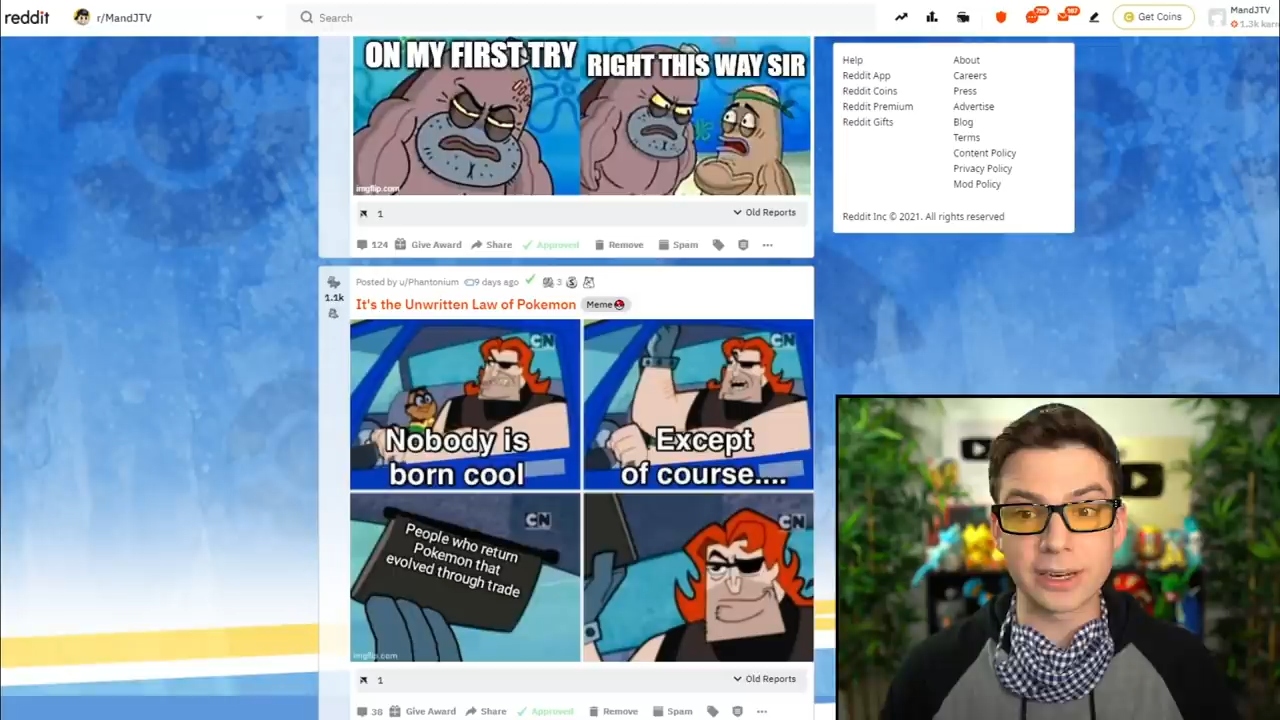 reddit
r/MandJTV
Search
750
167
Get Coins
MandJTV
ON MY FIRST TRY
RIGHT THIS WAY SIR
imgflip.com
1
Old Reports
124
Give Award
Share
Approved
Remove
Spam
Help
About
Reddit App
Careers
Reddit Coins
Press
Reddit Premium
Advertise
Reddit Gifts
Blog
Terms
Content Policy
Privacy Policy
Mod Policy
Reddit Inc © 2021. All rights reserved
1.1k
Posted by u/Phantonium
9 days ago
3
It's the Unwritten Law of Pokemon
Meme
CN
CN
Nobody is
born cool
Except
of course....
CN
CN
People who return
Pokemon that
evolved through trade
imgflip.com
1
Old Reports
38
Give Award
Share
Approved
Remove
Spam